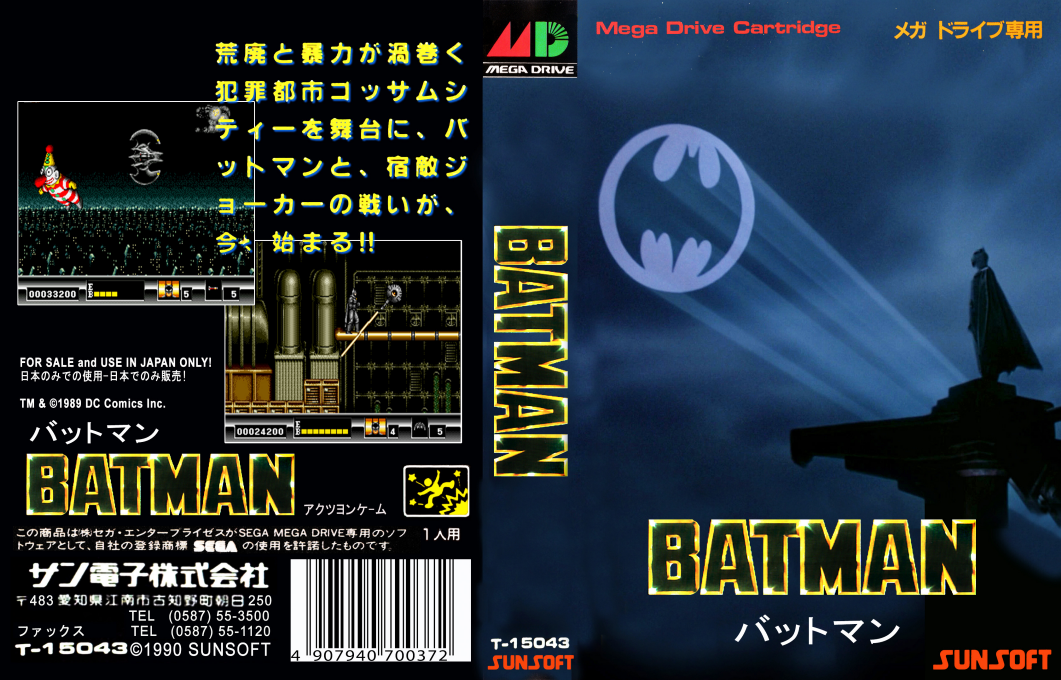 荒廃と暴力が渦巻く
犯罪都市コッサムシ
ティーを舞台に、バ
ットマンと、宿敵ジ
ョーカーの戦いが、
今、始まる!!
00033200
5
5
00024200
4
5
FOR SALE and USE IN JAPAN ONLY!
日本のみでの使用-日本でのみ販売!
TM & ©1989 DC Comics Inc.
バットマン
BATMAN
アクツヨンケーム
この商品は㈱セガ・エンタープライゼスがSEGA MEGA DRIVE専用のソフ
トウェアとして、自社の登録商標 SEGA の使用を許諾したものです。
1人用
サン電子株式会社
〒483 愛知県江南市古知野町朝日250
TEL (0587) 55-3500
ファックス TEL (0587) 55-1120
T-15043 ©1990 SUNSOFT
4 907940 700372
MD
MEGA DRIVE
BATMAN
T-15043
SUNSOFT
Mega Drive Cartridge
メガ ドライブ専用
BATMAN
バットマン
SUNSOFT